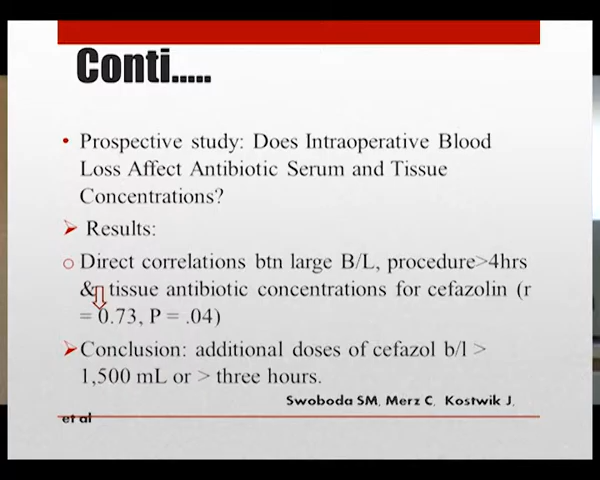 Conti.....
• Prospective study: Does Intraoperative Blood
Loss Affect Antibiotic Serum and Tissue
Concentrations?
➤ Results:
o Direct correlations btn large B/L, procedure>4hrs
& tissue antibiotic concentrations for cefazolin (r
= 0.73, P = .04)
➤Conclusion: additional doses of cefazol b/l >
1,500 mL or > three hours.
Swoboda SM, Merz C, Kostwik J,
et al